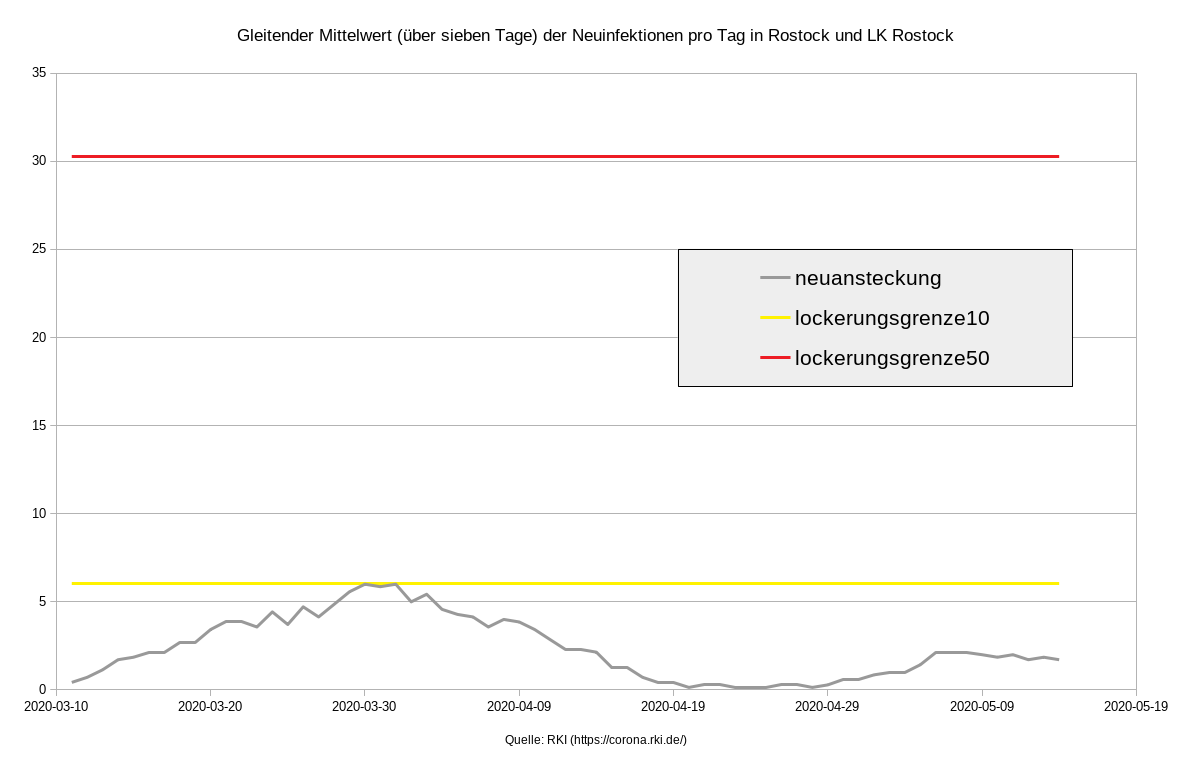 Gleitender Mittelwert (über sieben Tage) der Neuinfektionen pro Tag in Rostock und LK Rostock
35
30
25
20
15
10
5
0
neuansteckung
lockerungsgrenze10
lockerungsgrenze50
2020-03-10 2020-03-20 2020-03-30 2020-04-09 2020-04-19 2020-04-29 2020-05-09 2020-05-19
Quelle: RKI (https://corona.rki.de/)